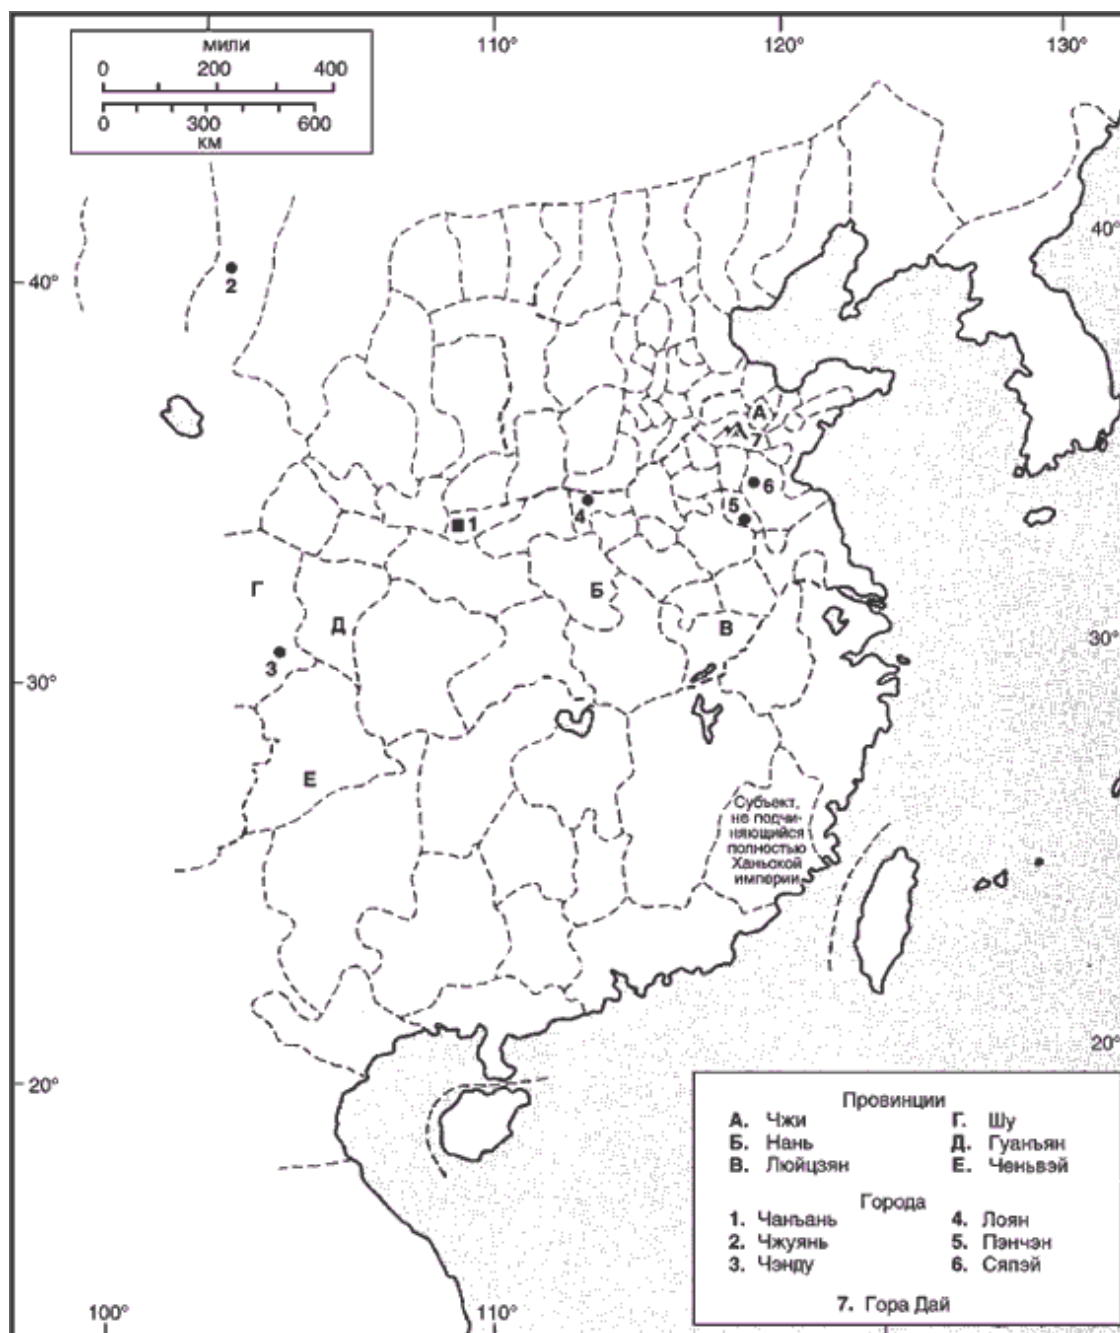 мили
0 200 400
0 300 600
км
110° 120° 130°
40°
40°
2
А
7
6
5
4
1
Г
Б
Д
В
3
30°
30°
Е
Субъект,
не подчи-
няющийся
полностью
Ханьской
империи
20°
20°
Провинции
А. Чжи Г. Шу
Б. Нань Д. Гуанъян
В. Люйцзян Е. Ченьвэй
Города
1. Чанъань 4. Лоян
2. Чжуянь 5. Пэнчэн
3. Чэнду 6. Сяпэй
7. Гора Дай
100° 110°